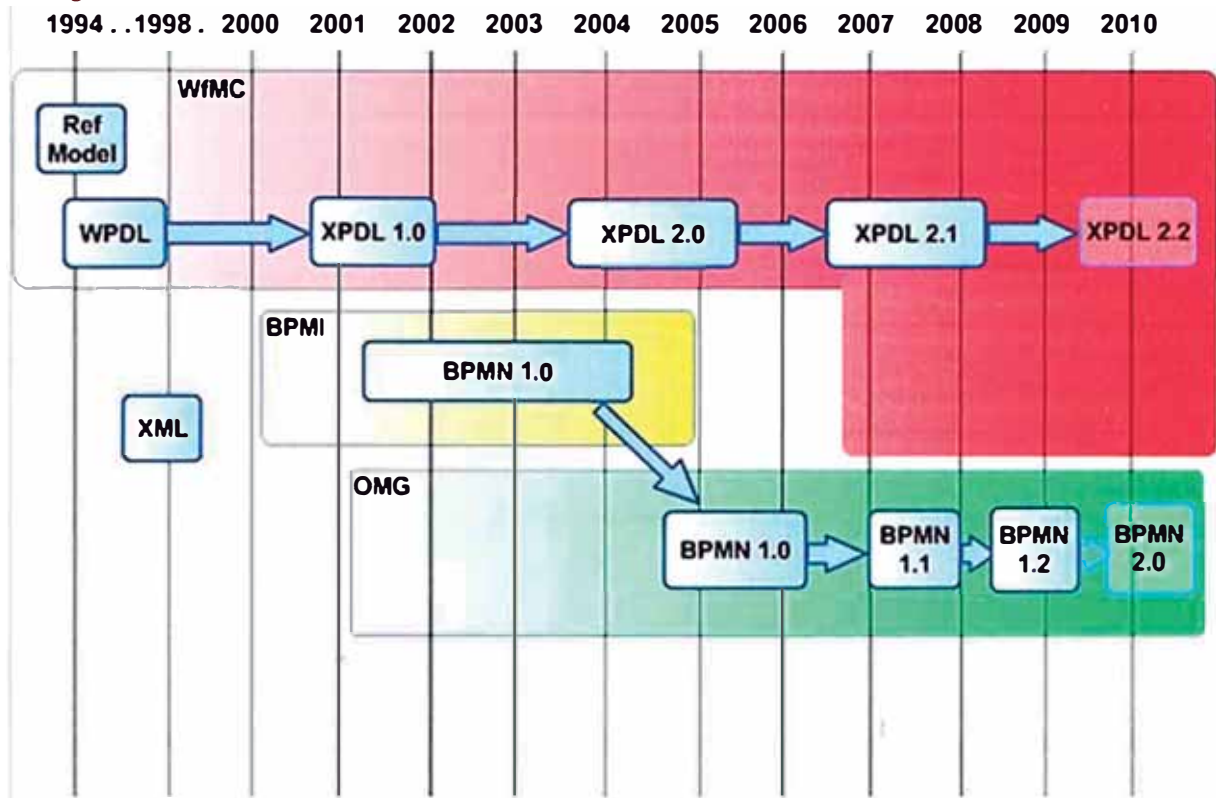 1994 . . 1998 . 2000 2001 2002 2003 2004 2005 2006 2007 2008 2009 2010
WfMC
Ref
Model
WPDL
XPDL 1.0
XPDL 2.0
XPDL 2.1
XPDL 2.2
BPMI
BPMN 1.0
XML
OMG
BPMN 1.0
BPMN
1.1
BPMN
1.2
BPMN
2.0